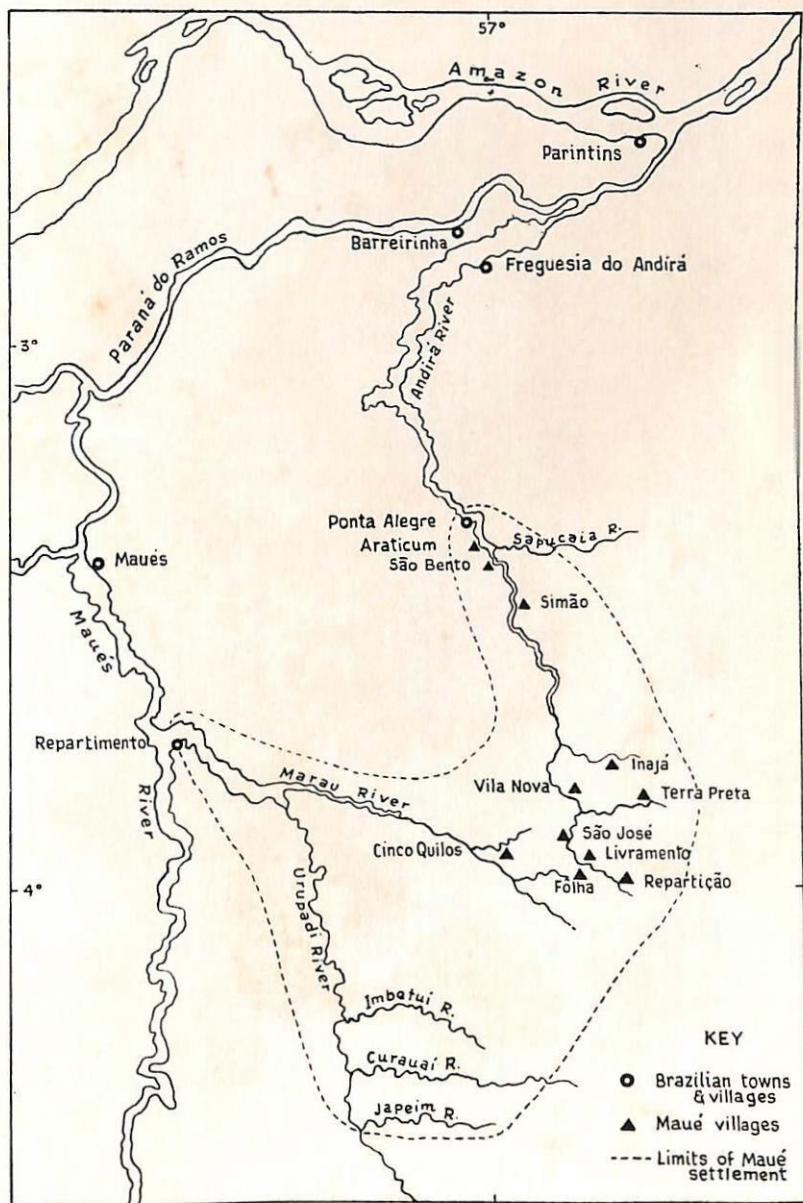 57°
Amazon River
Parintins
Barreirinha
Freguesia do Andirá
Paraná do Ramos
Andirá River
3°
Ponta Alegre
Sapucaia R.
Araticum
São Bento
Maués
Simão
Maués River
Repartimento
Inajá
Marau River
Vila Nova
Terra Preta
São José
Cinco Quilos
Livramento
Folha
Repartição
4°
Urupadi River
Imbatuí R.
Curauaí R.
Japeim R.
KEY
Brazilian towns
& villages
Maué villages
Limits of Maué
settlement